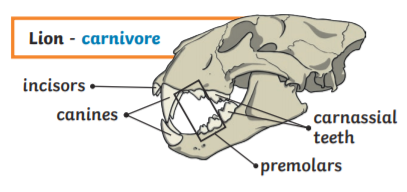 Lion - carnivore
incisors
canines
carnassial
teeth
premolars